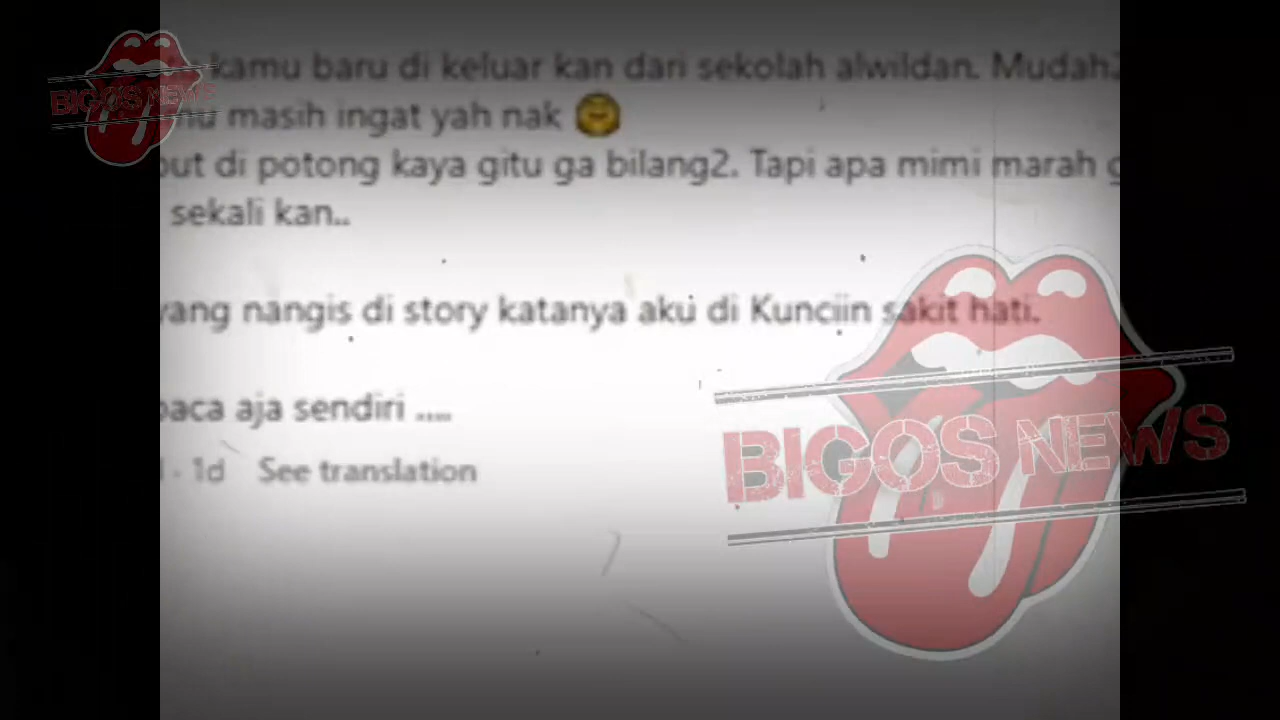 BIGOS NEWS
kamu baru di keluar kan dari sekolah alwildan. Mudah2
masih ingat yah nak
di potong kaya gitu ga bilang2. Tapi apa mimi marah
sekali kan..
yang nangis di story katanya aku di Kunciin sakit hati.
baca aja sendiri ....
1d See translation
BIGOS NEWS